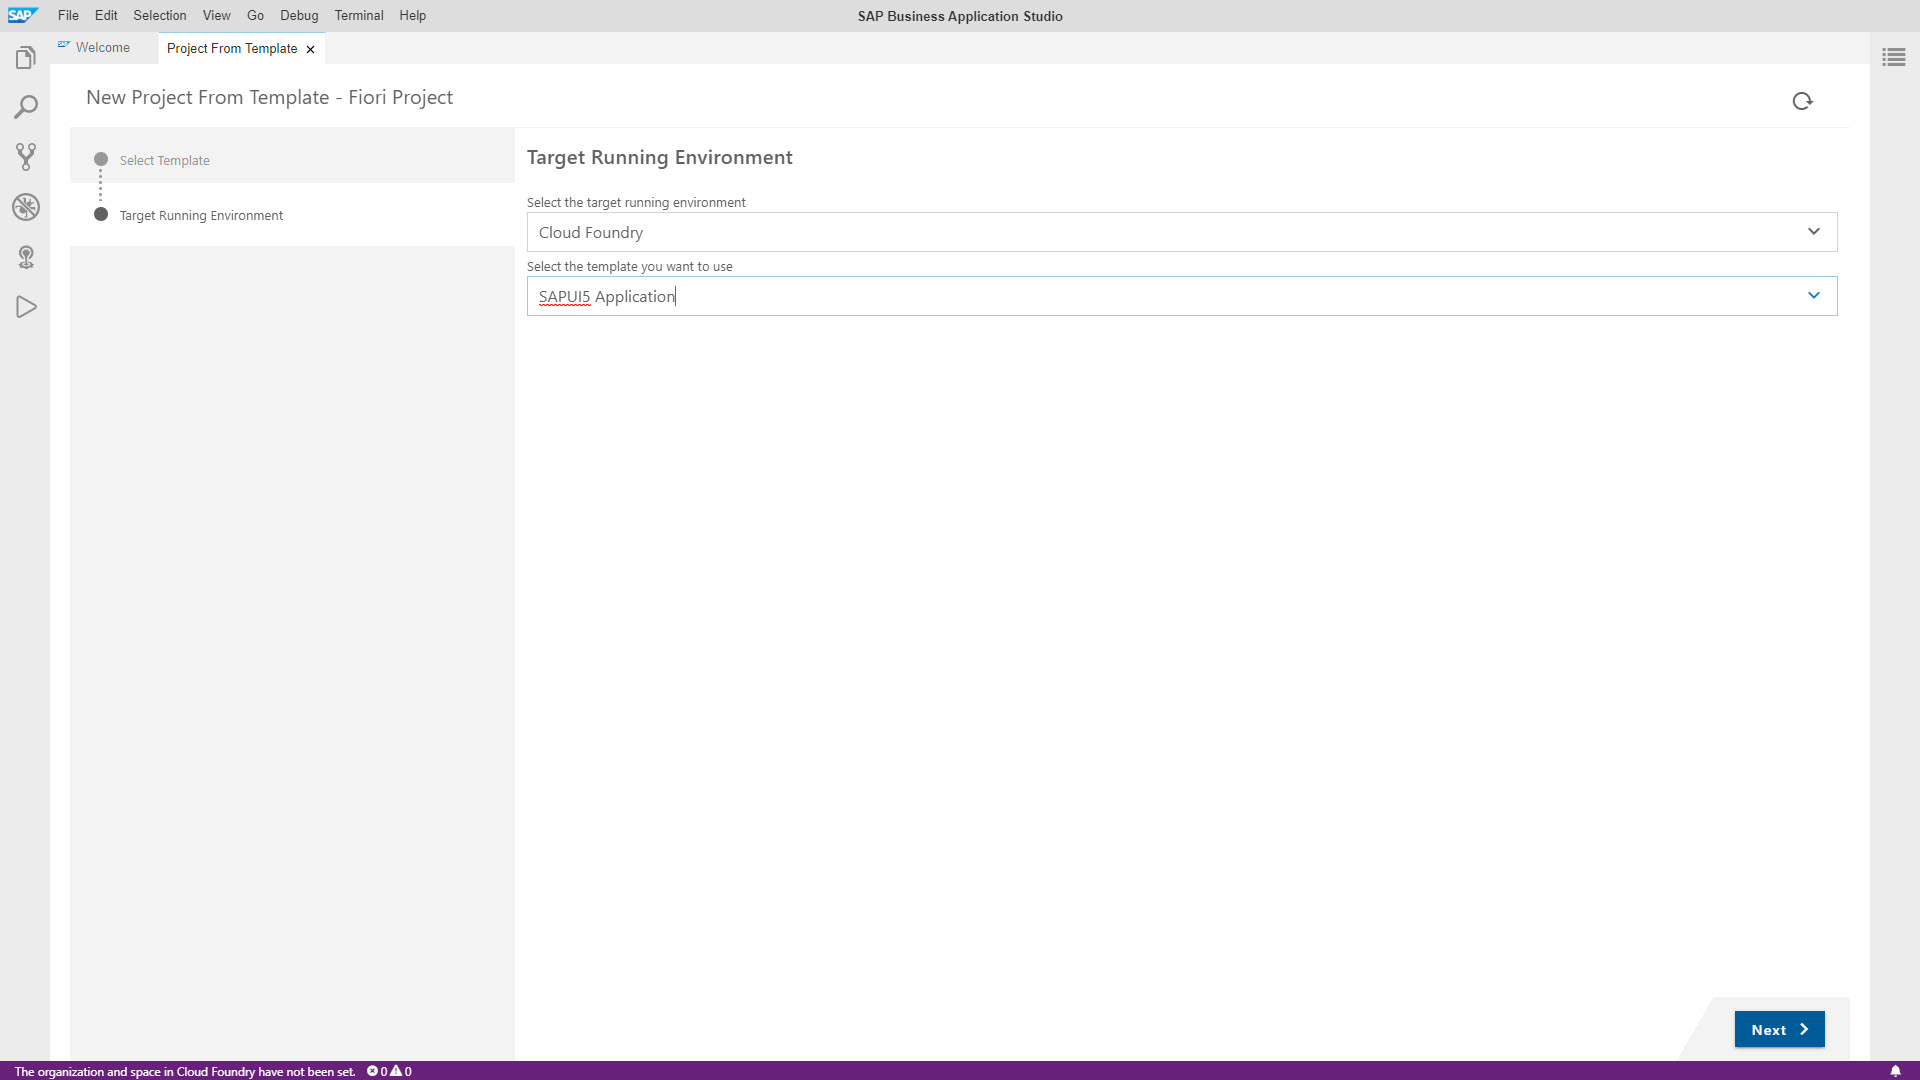 SAP File Edit Selection View Go Debug Terminal Help SAP Business Application Studio
SAP Welcome Project From Template
New Project From Template - Fiori Project
Select Template
Target Running Environment
Target Running Environment
Select the target running environment
Cloud Foundry
Select the template you want to use
SAPUI5 Application
Next
The organization and space in Cloud Foundry have not been set. 0 0